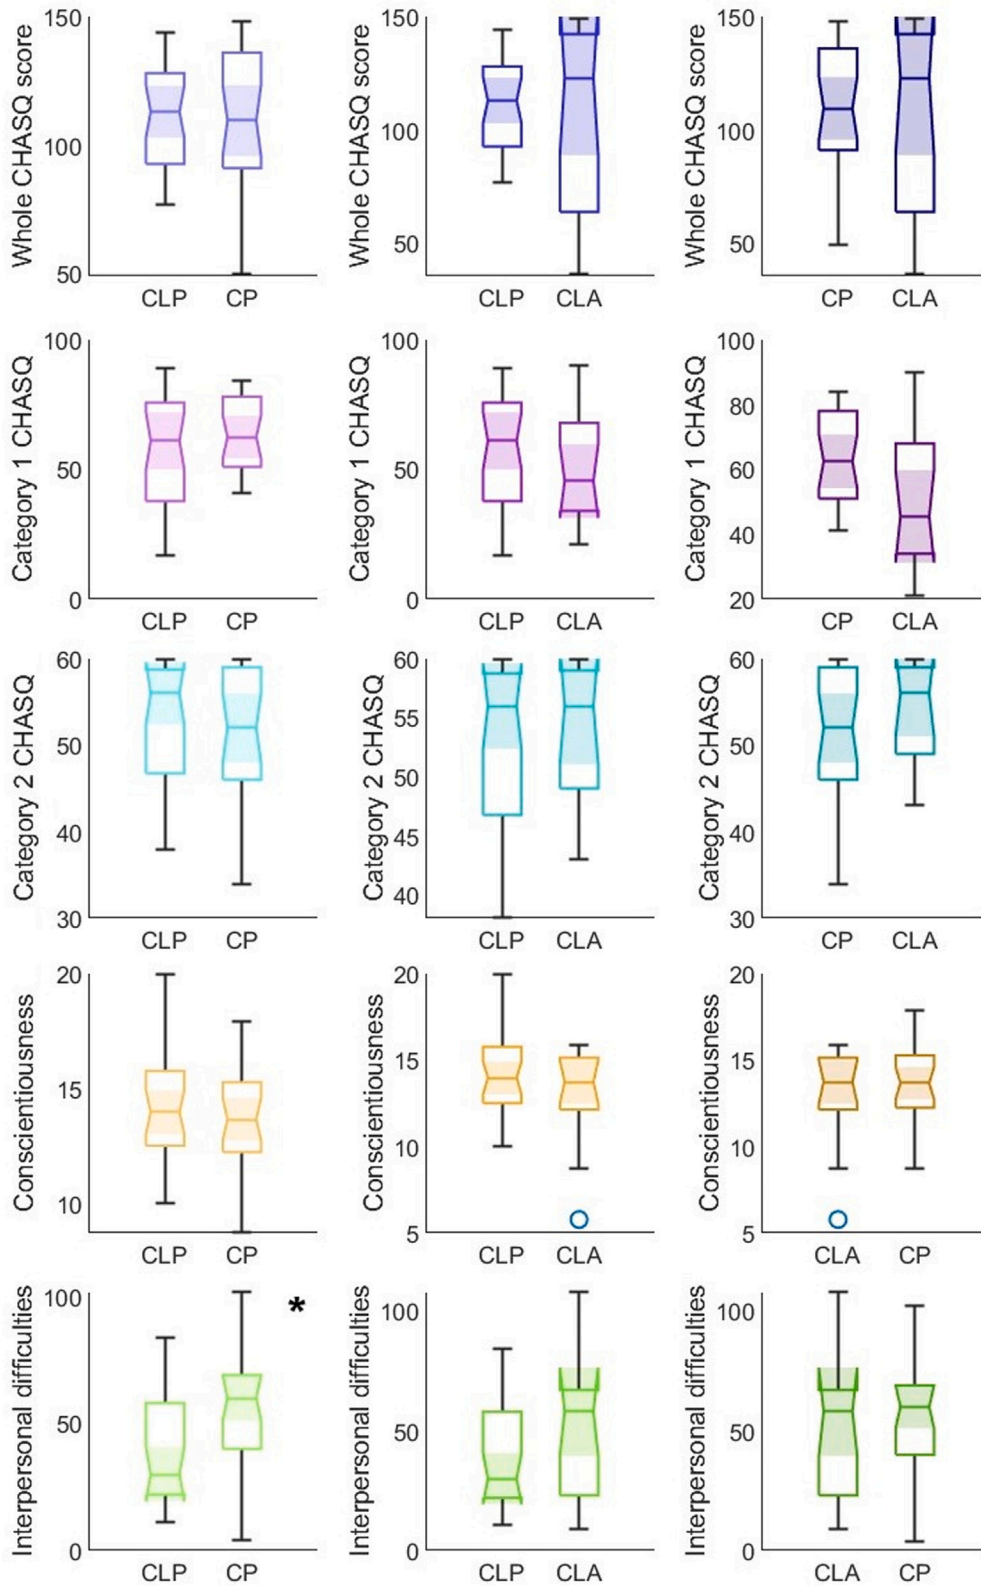 Whole CHASQ score
150
100
50
CLP CP
Whole CHASQ score
150
100
50
CLP CLA
Whole CHASQ score
150
100
50
CP CLA
Category 1 CHASQ
100
50
0
CLP CP
Category 1 CHASQ
100
50
0
CLP CLA
Category 1 CHASQ
100
80
60
40
20
CP CLA
Category 2 CHASQ
60
50
40
30
CLP CP
Category 2 CHASQ
60
55
50
45
40
CLP CLA
Category 2 CHASQ
60
50
40
30
CP CLA
Conscientiousness
20
15
10
CLP CP
Conscientiousness
20
15
10
5
CLP CLA
Conscientiousness
20
15
10
5
CLA CP
Interpersonal difficulties
100
50
0
*
CLP CP
Interpersonal difficulties
100
50
0
CLP CLA
Interpersonal difficulties
100
50
0
CLA CP